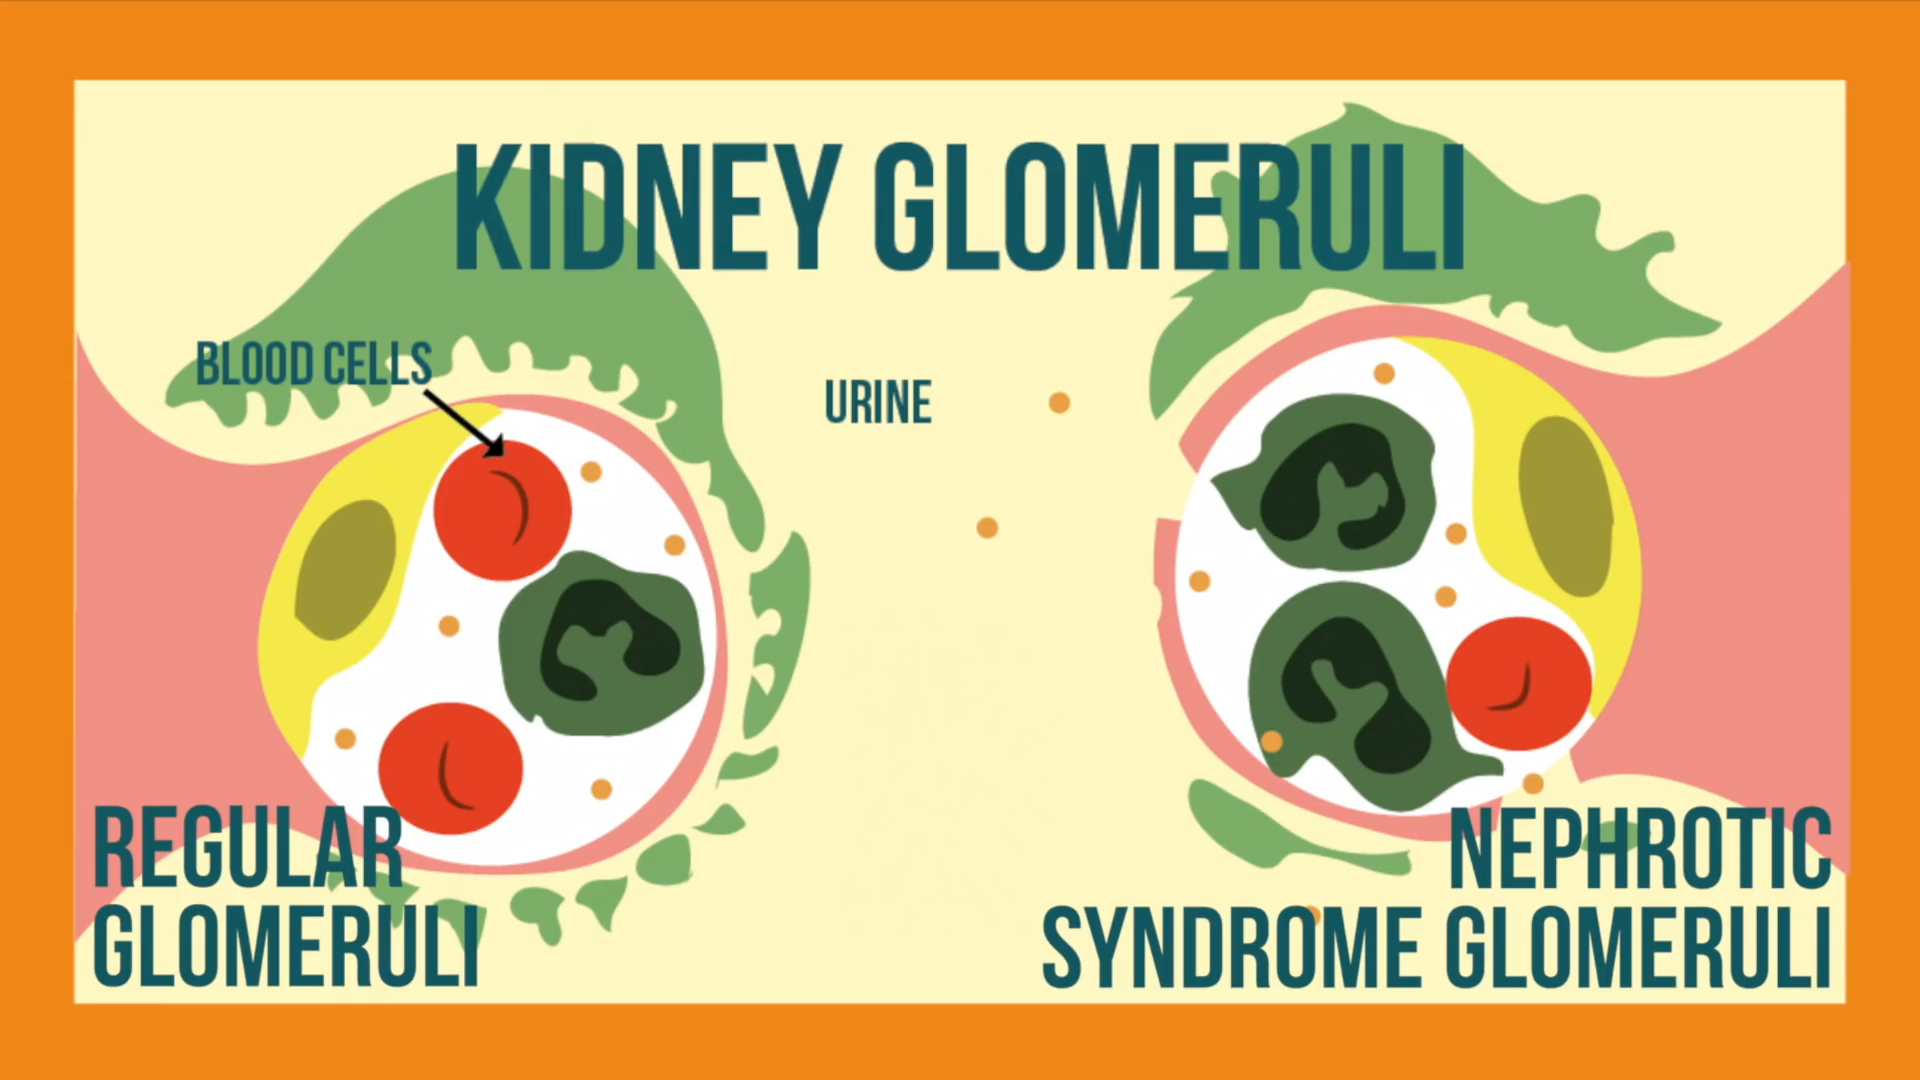 KIDNEY GLOMERULI
BLOOD CELLS
URINE
REGULAR
GLOMERULI
NEPHROTIC
SYNDROME GLOMERULI